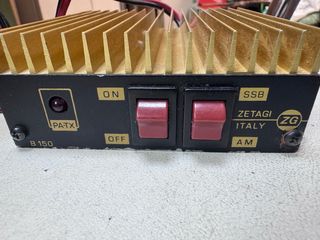 ON
SSB
PA-TX
ZETAGI
ITALY
ZG
B 150
OFF
AM